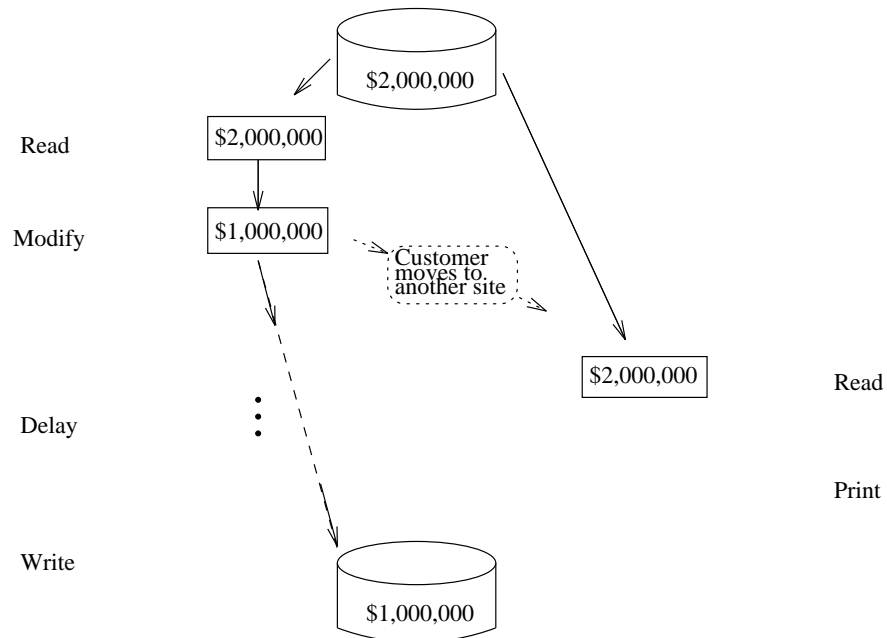 $2,000,000
Read
$2,000,000
Modify
$1,000,000
Customer
moves to
another site
$2,000,000
Read
Delay
Print
Write
$1,000,000